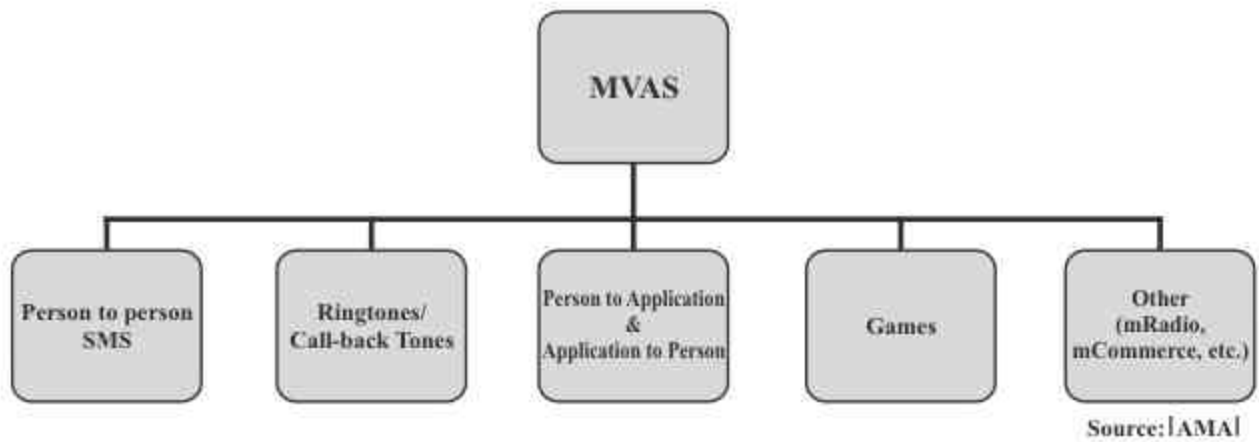 MVAS
Person to person
SMS
Ringtones/
Call-back Tones
Person to Application
&
Application to Person
Games
Other
(mRadio,
mCommerce, etc.)
Source: |AMAI